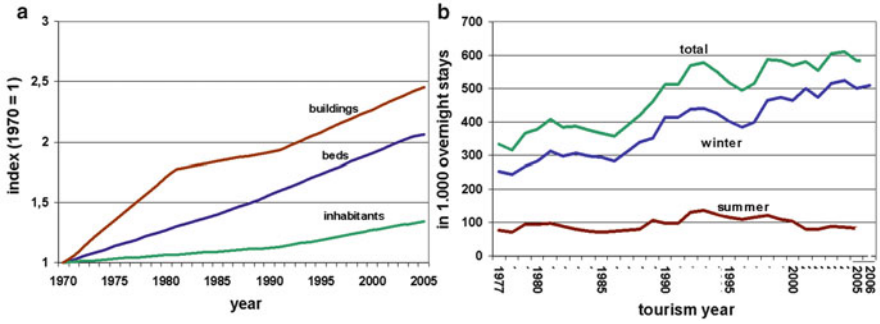 a
3
2,5
2
1,5
1
index (1970 = 1)
buildings
beds
inhabitants
1970
1975
1980
1985
1990
1995
2000
2005
year
b
700
600
500
400
300
200
100
0
in 1.000 overnight stays
total
winter
summer
1977
1980
1985
1990
1995
2000
2005
2006
tourism year